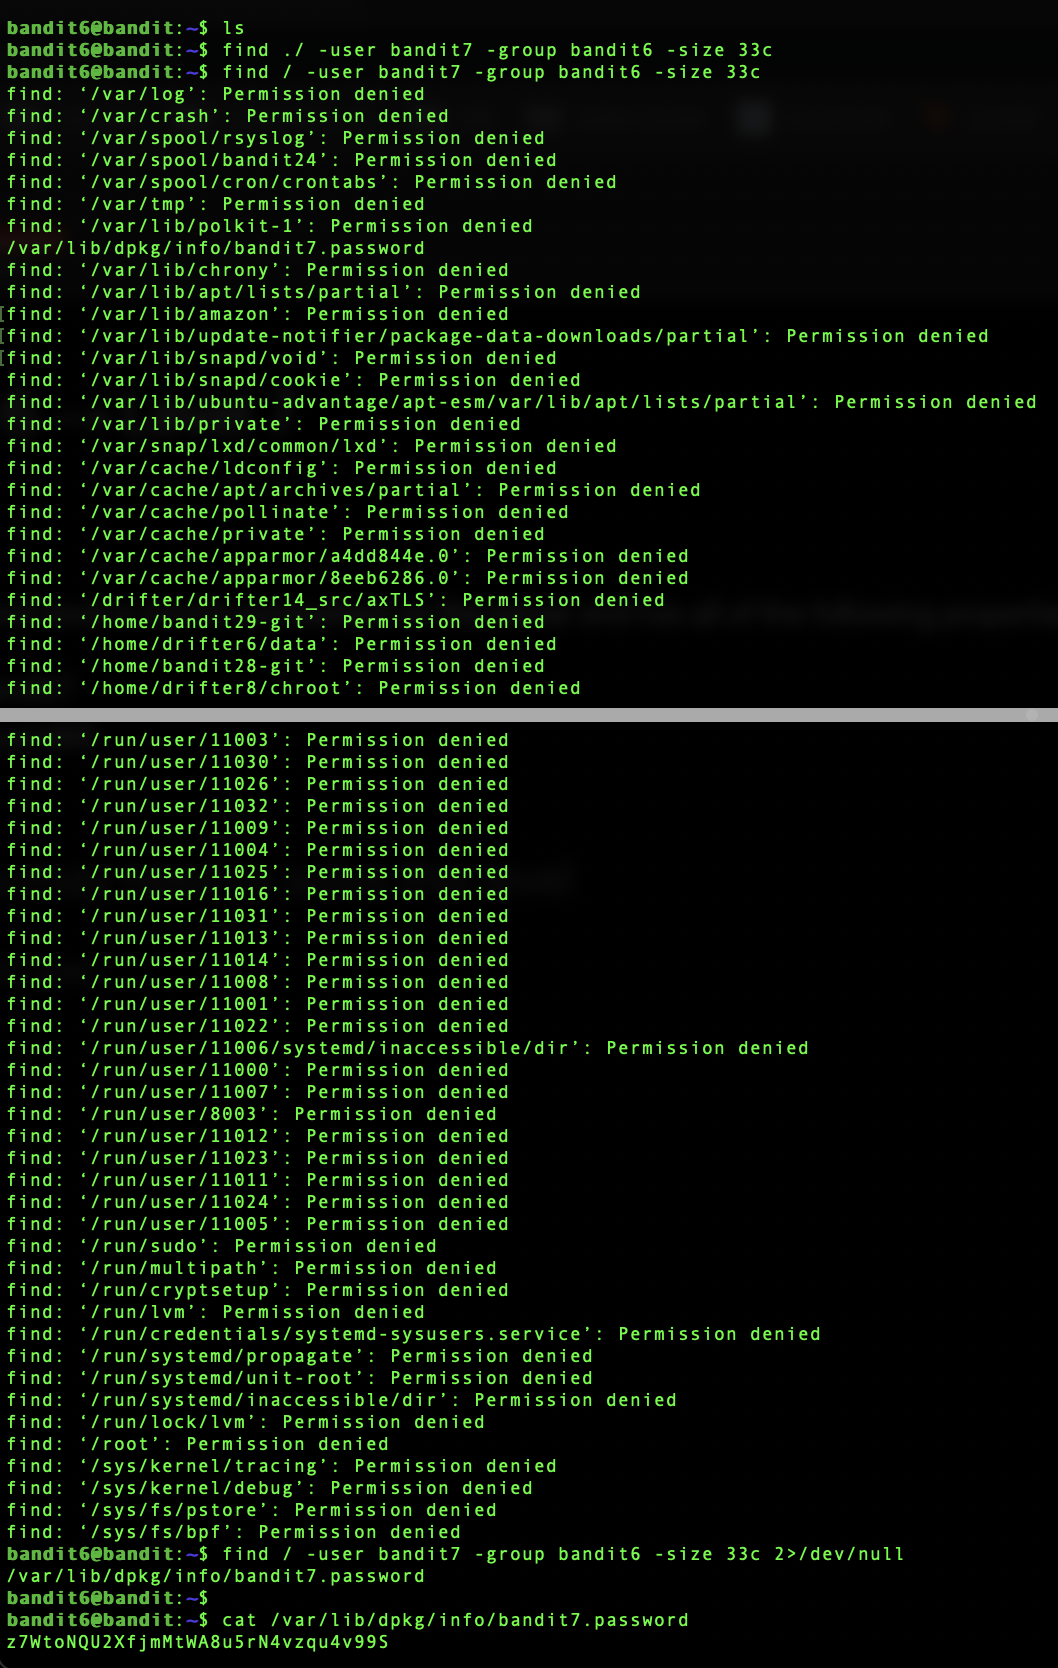 bandit6@bandit:~$ ls
bandit6@bandit:~$ find ./ -user bandit7 -group bandit6 -size 33c
bandit6@bandit:~$ find / -user bandit7 -group bandit6 -size 33c
find: ‘/var/log’: Permission denied
find: ‘/var/crash’: Permission denied
find: ‘/var/spool/rsyslog’: Permission denied
find: ‘/var/spool/bandit24’: Permission denied
find: ‘/var/spool/cron/crontabs’: Permission denied
find: ‘/var/tmp’: Permission denied
find: ‘/var/lib/polkit-1’: Permission denied
/var/lib/dpkg/info/bandit7.password
find: ‘/var/lib/chrony’: Permission denied
find: ‘/var/lib/apt/lists/partial’: Permission denied
find: ‘/var/lib/amazon’: Permission denied
find: ‘/var/lib/update-notifier/package-data-downloads/partial’: Permission denied
find: ‘/var/lib/snapd/void’: Permission denied
find: ‘/var/lib/snapd/cookie’: Permission denied
find: ‘/var/lib/ubuntu-advantage/apt-esm/var/lib/apt/lists/partial’: Permission denied
find: ‘/var/lib/private’: Permission denied
find: ‘/var/snap/lxd/common/lxd’: Permission denied
find: ‘/var/cache/ldconfig’: Permission denied
find: ‘/var/cache/apt/archives/partial’: Permission denied
find: ‘/var/cache/pollinate’: Permission denied
find: ‘/var/cache/private’: Permission denied
find: ‘/var/cache/apparmor/a4dd844e.0’: Permission denied
find: ‘/var/cache/apparmor/8eeb6286.0’: Permission denied
find: ‘/drifter/drifter14_src/axTLS’: Permission denied
find: ‘/home/bandit29-git’: Permission denied
find: ‘/home/drifter6/data’: Permission denied
find: ‘/home/bandit28-git’: Permission denied
find: ‘/home/drifter8/chroot’: Permission denied
find: ‘/run/user/11003’: Permission denied
find: ‘/run/user/11030’: Permission denied
find: ‘/run/user/11026’: Permission denied
find: ‘/run/user/11032’: Permission denied
find: ‘/run/user/11009’: Permission denied
find: ‘/run/user/11004’: Permission denied
find: ‘/run/user/11025’: Permission denied
find: ‘/run/user/11016’: Permission denied
find: ‘/run/user/11031’: Permission denied
find: ‘/run/user/11013’: Permission denied
find: ‘/run/user/11014’: Permission denied
find: ‘/run/user/11008’: Permission denied
find: ‘/run/user/11001’: Permission denied
find: ‘/run/user/11022’: Permission denied
find: ‘/run/user/11006/systemd/inaccessible/dir’: Permission denied
find: ‘/run/user/11000’: Permission denied
find: ‘/run/user/11007’: Permission denied
find: ‘/run/user/8003’: Permission denied
find: ‘/run/user/11012’: Permission denied
find: ‘/run/user/11023’: Permission denied
find: ‘/run/user/11011’: Permission denied
find: ‘/run/user/11024’: Permission denied
find: ‘/run/user/11005’: Permission denied
find: ‘/run/sudo’: Permission denied
find: ‘/run/multipath’: Permission denied
find: ‘/run/cryptsetup’: Permission denied
find: ‘/run/lvm’: Permission denied
find: ‘/run/credentials/systemd-sysusers.service’: Permission denied
find: ‘/run/systemd/propagate’: Permission denied
find: ‘/run/systemd/unit-root’: Permission denied
find: ‘/run/systemd/inaccessible/dir’: Permission denied
find: ‘/run/lock/lvm’: Permission denied
find: ‘/root’: Permission denied
find: ‘/sys/kernel/tracing’: Permission denied
find: ‘/sys/kernel/debug’: Permission denied
find: ‘/sys/fs/pstore’: Permission denied
find: ‘/sys/fs/bpf’: Permission denied
bandit6@bandit:~$ find / -user bandit7 -group bandit6 -size 33c 2>/dev/null
/var/lib/dpkg/info/bandit7.password
bandit6@bandit:~$
bandit6@bandit:~$ cat /var/lib/dpkg/info/bandit7.password
z7WtoNQU2XfjmMtWA8u5rN4vzqu4v99S